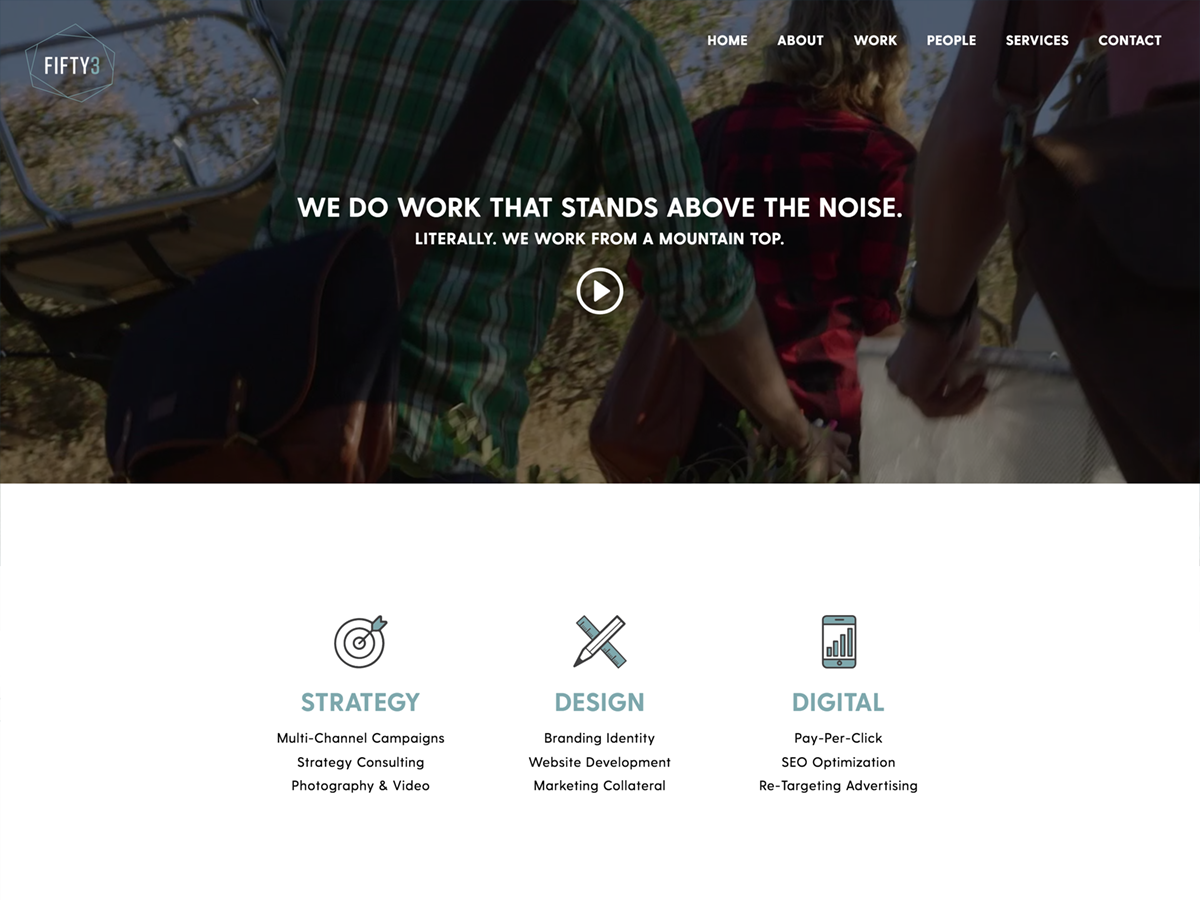 FIFTY3
HOME ABOUT WORK PEOPLE SERVICES CONTACT
WE DO WORK THAT STANDS ABOVE THE NOISE.
LITERALLY. WE WORK FROM A MOUNTAIN TOP.
STRATEGY
Multi-Channel Campaigns
Strategy Consulting
Photography & Video
DESIGN
Branding Identity
Website Development
Marketing Collateral
DIGITAL
Pay-Per-Click
SEO Optimization
Re-Targeting Advertising